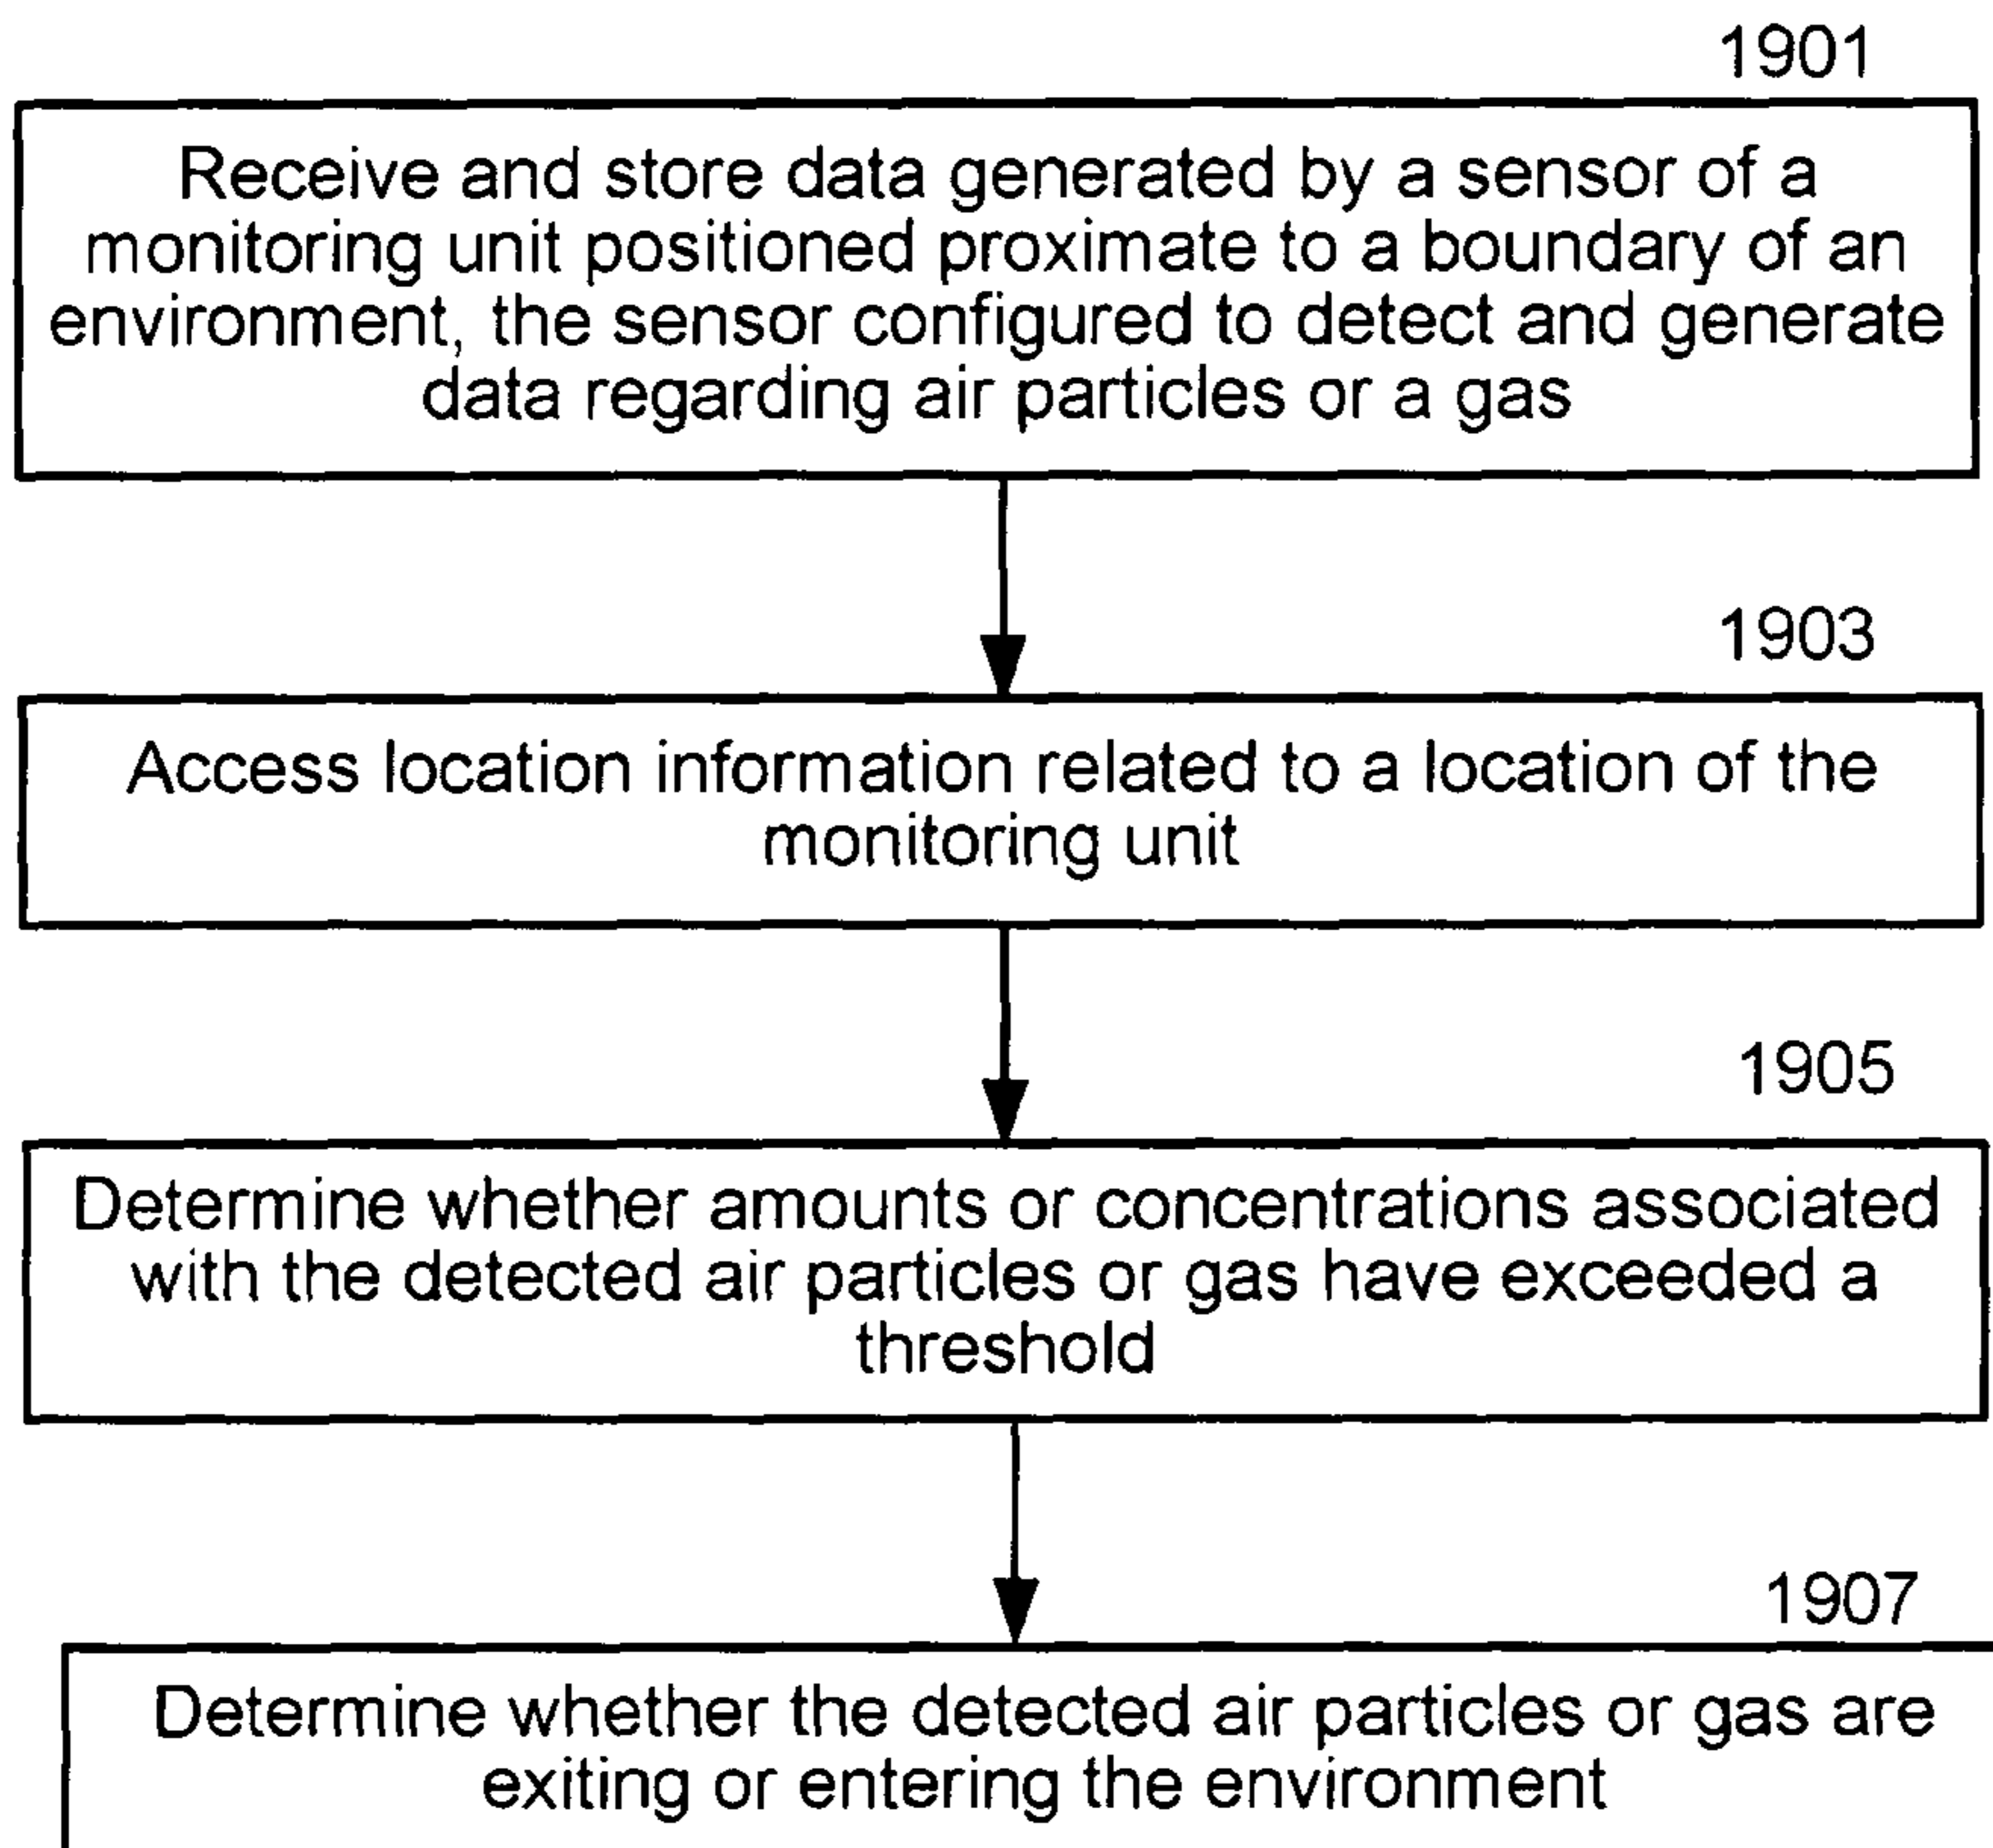 1901
Receive and store data generated by a sensor of a
monitoring unit positioned proximate to a boundary of an
environment, the sensor configured to detect and generate
data regarding air particles or a gas
1903
Access location information related to a location of the
monitoring unit
1905
Determine whether amounts or concentrations associated
with the detected air particles or gas have exceeded a
threshold
1907
Determine whether the detected air particles or gas are
exiting or entering the environment